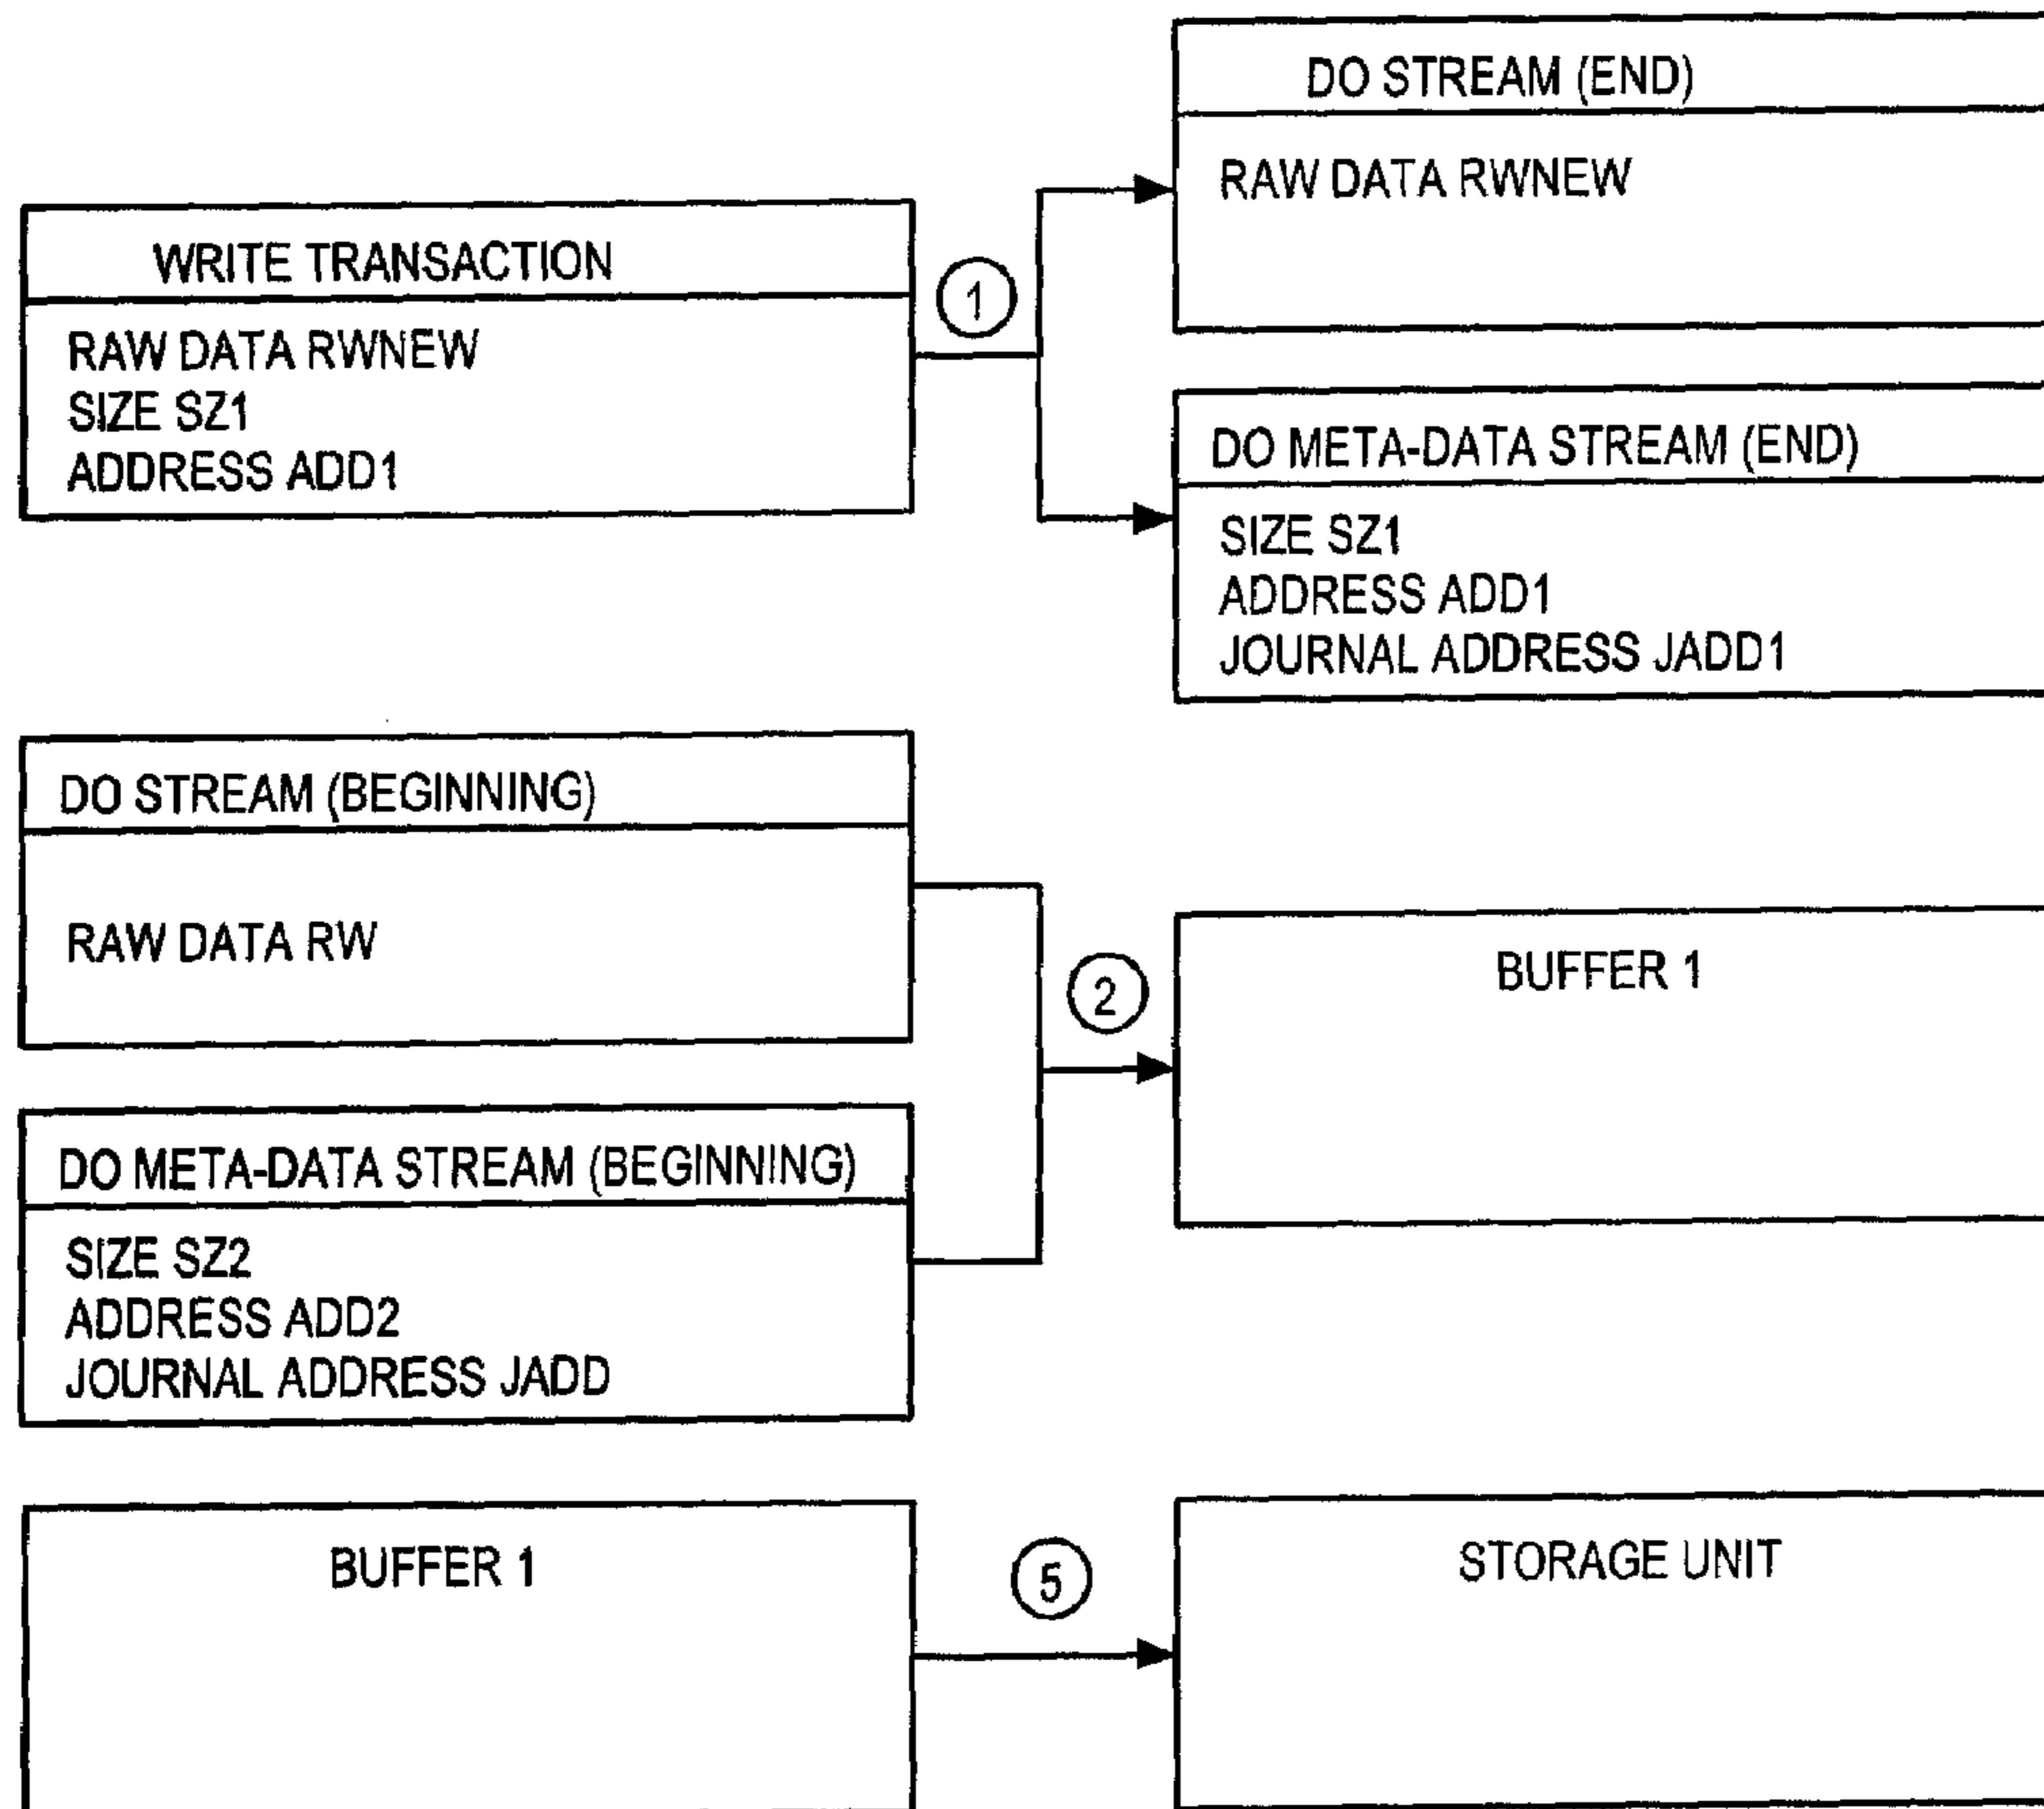 DO STREAM (END)
RAW DATA RWNEW
WRITE TRANSACTION
RAW DATA RWNEW
SIZE SZ1
ADDRESS ADD1
1
DO META-DATA STREAM (END)
SIZE SZ1
ADDRESS ADD1
JOURNAL ADDRESS JADD1
DO STREAM (BEGINNING)
RAW DATA RW
2
BUFFER 1
DO META-DATA STREAM (BEGINNING)
SIZE SZ2
ADDRESS ADD2
JOURNAL ADDRESS JADD
BUFFER 1
5
STORAGE UNIT